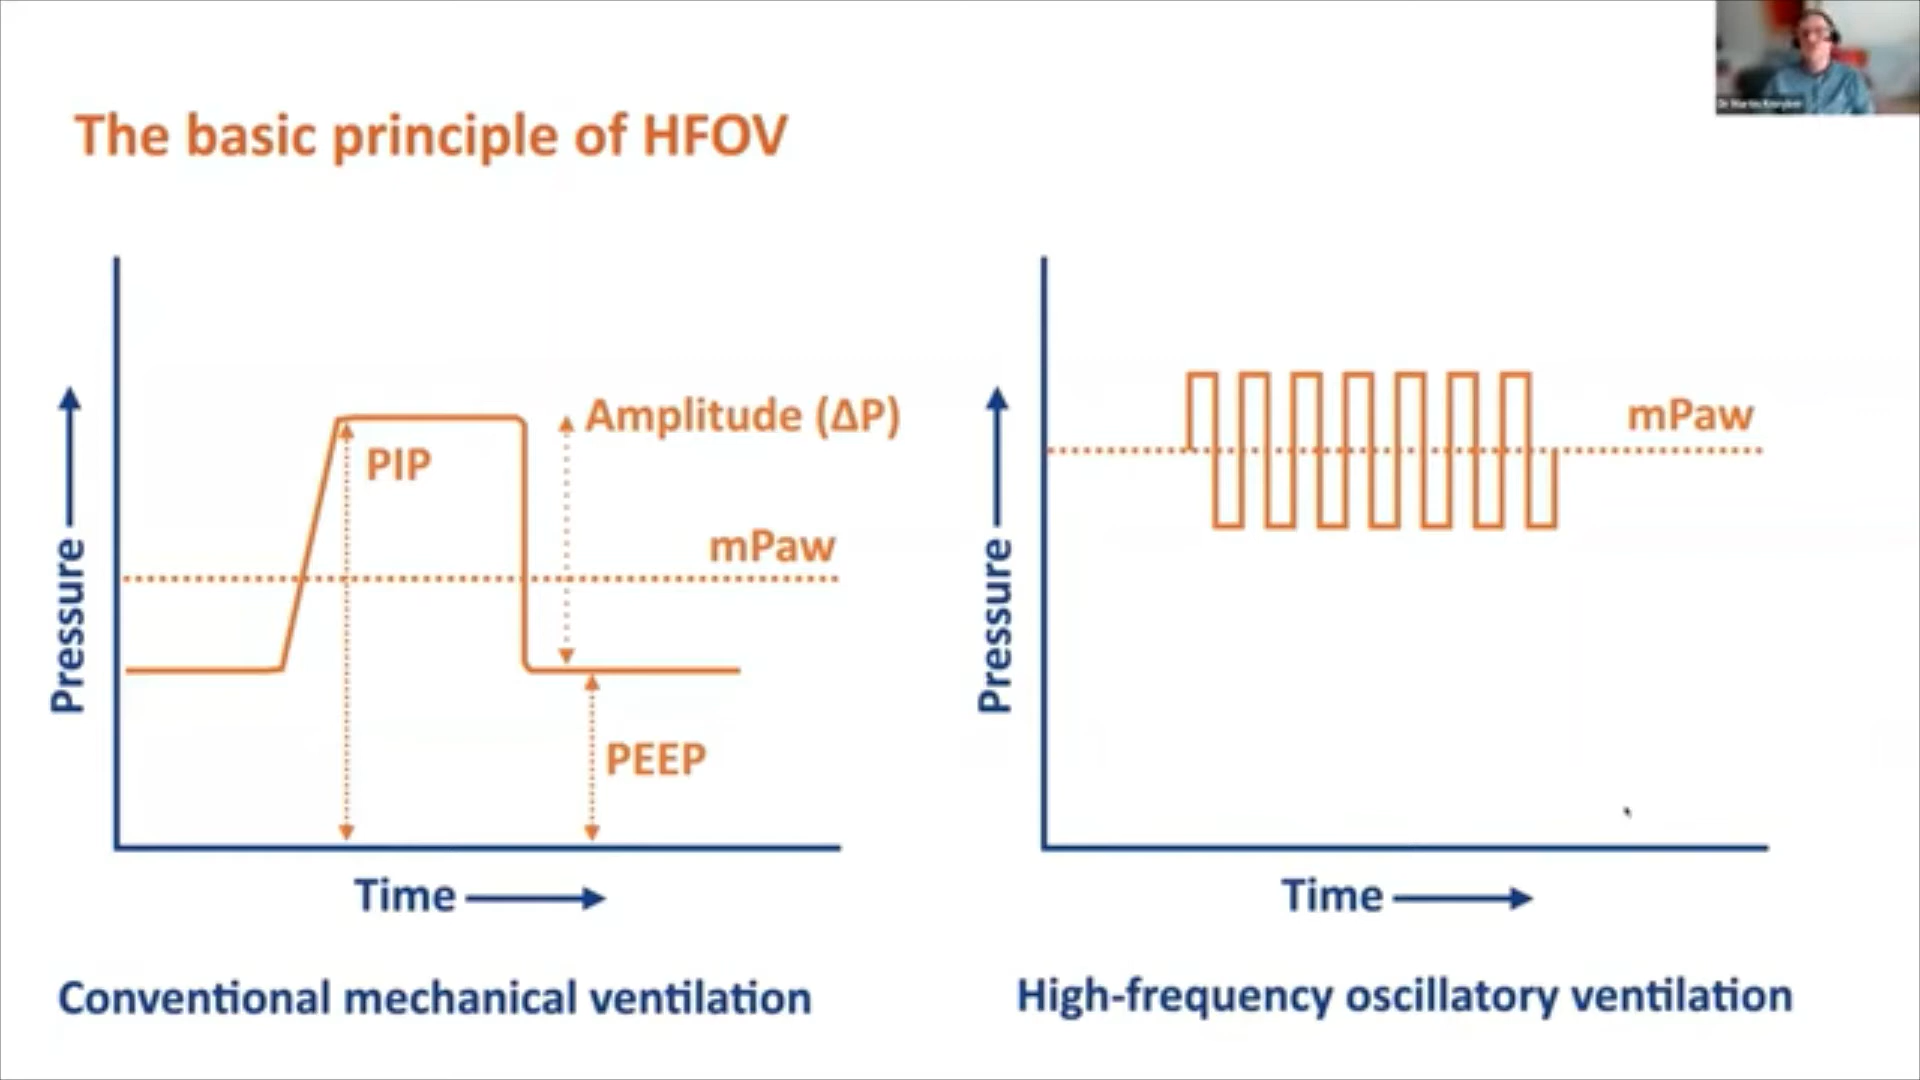 The basic principle of HFOV
Pressure
Amplitude (ΔP)
PIP
mPaw
PEEP
Time
Conventional mechanical ventilation
Pressure
mPaw
Time
High-frequency oscillatory ventilation